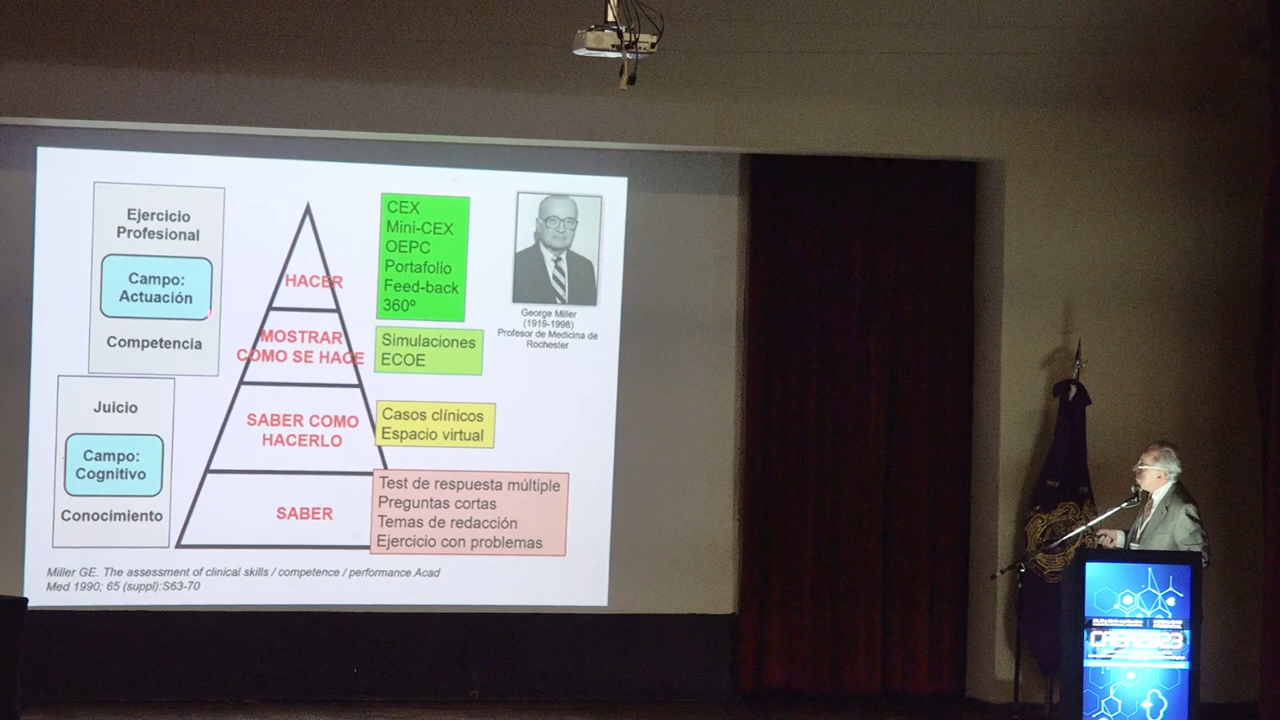 Ejercicio
Profesional
Campo:
Actuación
Competencia
Juicio
Campo:
Cognitivo
Conocimiento
HACER
MOSTRAR
COMO SE HACE
SABER COMO
HACERLO
SABER
CEX
Mini-CEX
OEPC
Portafolio
Feed-back
360º
Simulaciones
ECOE
Casos clínicos
Espacio virtual
Test de respuesta múltiple
Preguntas cortas
Temas de redacción
Ejercicio con problemas
George Miller
(1919-1998)
Profesor de Medicina de
Rochester
Miller GE. The assessment of clinical skills / competence / performance.Acad
Med 1990; 65 (suppl):S63-70